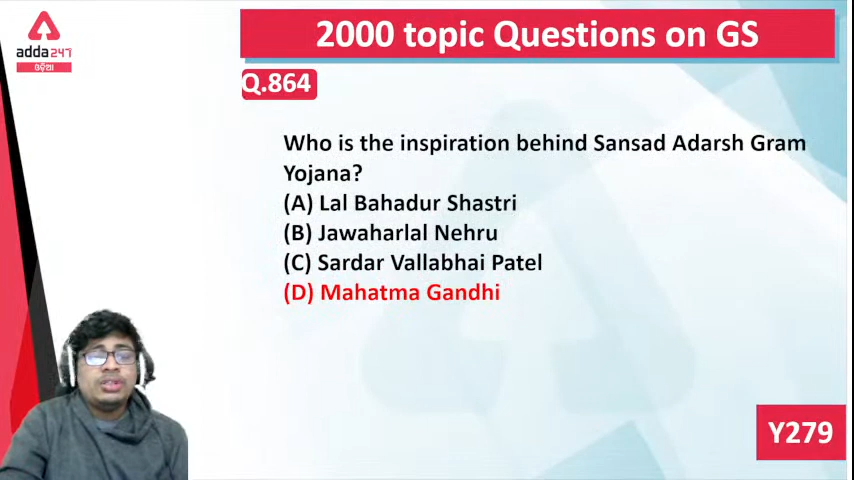 2000 topic Questions on GS
adda247
ଓଡ଼ିଆ
Q.864
Who is the inspiration behind Sansad Adarsh Gram
Yojana?
(A) Lal Bahadur Shastri
(B) Jawaharlal Nehru
(C) Sardar Vallabhai Patel
(D) Mahatma Gandhi
Y279